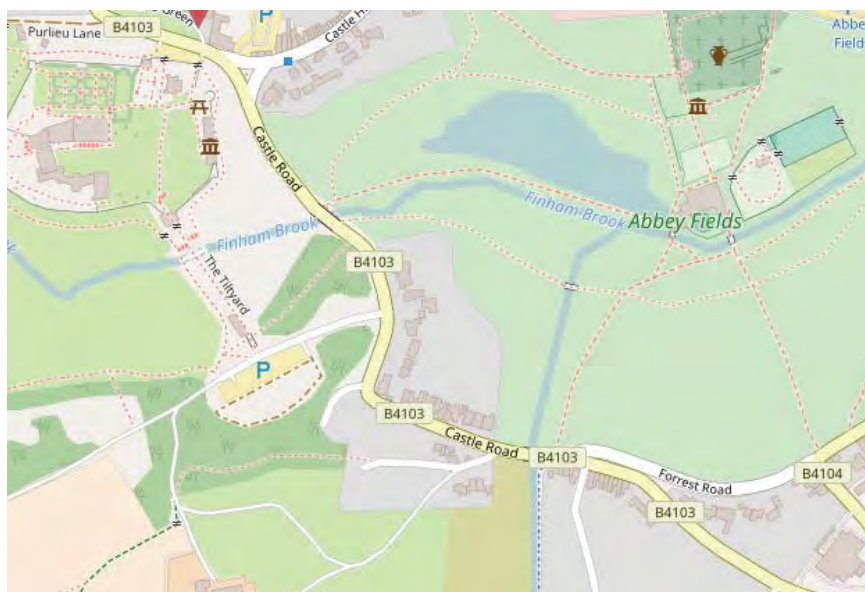 Green
Purlieu Lane
B4103
P
Castle H
P
Abbe
Field
Castle Road
Finham Brook
Abbey Fields
Finham Brook
B4103
The Tiltyard
P
B4103
Castle Road
B4103
B4104
Forrest Road
B4103